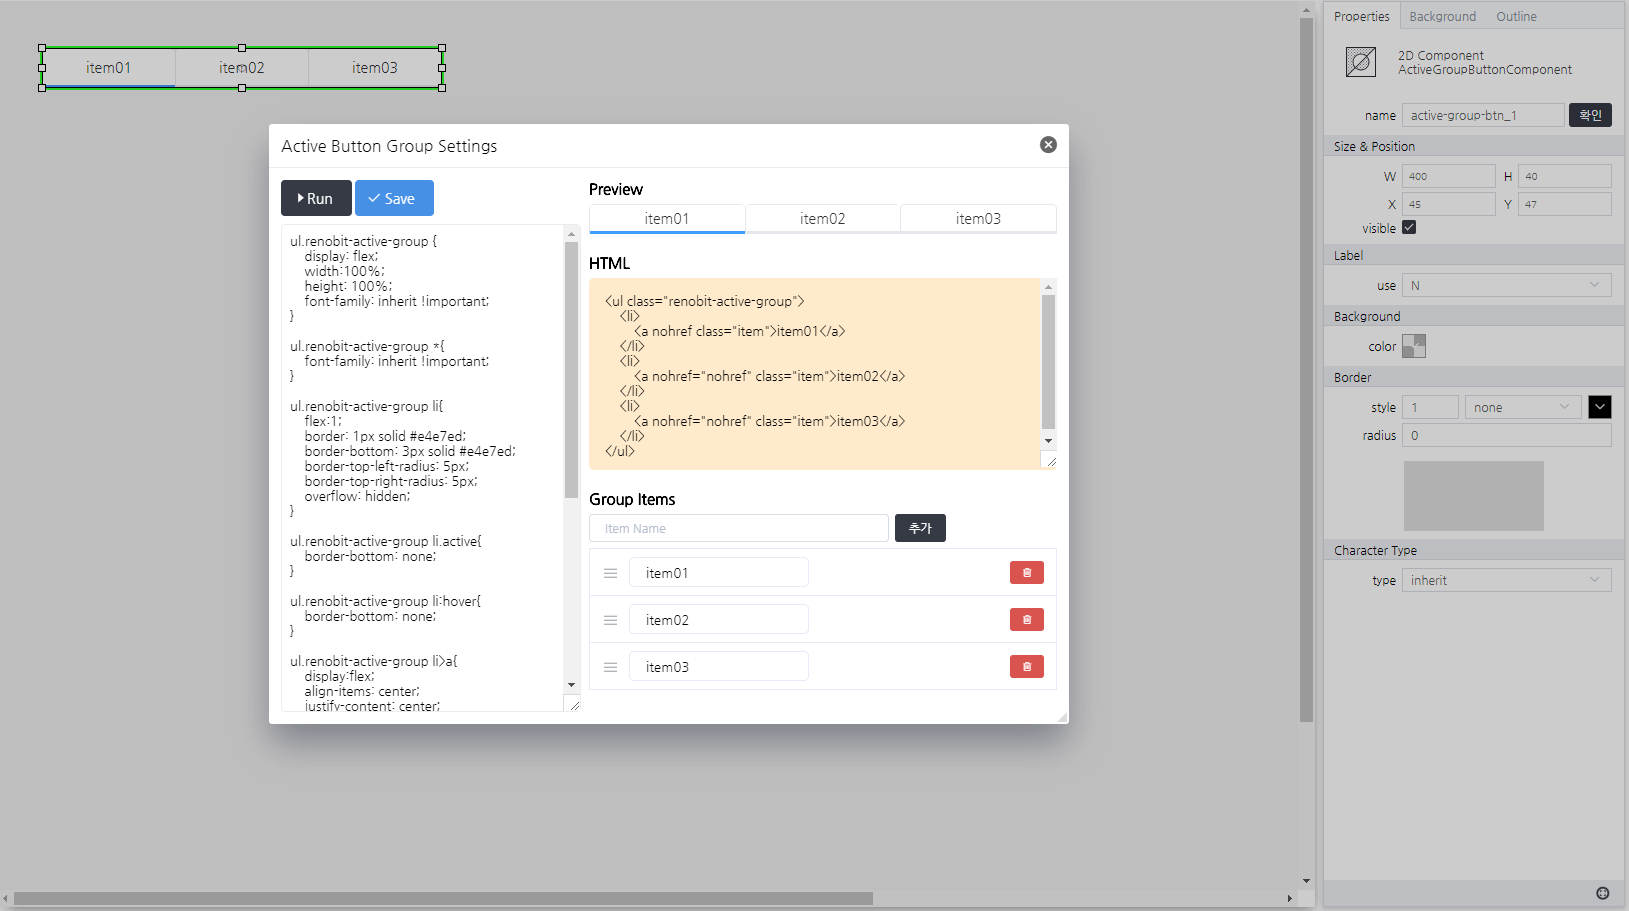 item01 item02 item03
Active Button Group Settings
Run Save
ul.renobit-active-group {
display: flex;
width:100%;
height: 100%;
font-family: inherit !important;
}
ul.renobit-active-group *{
font-family: inherit !important;
}
ul.renobit-active-group li{
flex:1;
border: 1px solid #e4e7ed;
border-bottom: 3px solid #e4e7ed;
border-top-left-radius: 5px;
border-top-right-radius: 5px;
overflow: hidden;
}
ul.renobit-active-group li.active{
border-bottom: none;
}
ul.renobit-active-group li:hover{
border-bottom: none;
}
ul.renobit-active-group li>a{
display:flex;
align-items: center;
justify-content: center;
Preview
item01 item02 item03
HTML
<ul class="renobit-active-group">
<li>
<a nohref class="item">item01</a>
</li>
<li>
<a nohref="nohref" class="item">item02</a>
</li>
<li>
<a nohref="nohref" class="item">item03</a>
</li>
</ul>
Group Items
Item Name 추가
item01
item02
item03
Properties Background Outline
2D Component
ActiveGroupButtonComponent
name active-group-btn_1 확인
Size & Position
W 400 H 40
X 45 Y 47
visible
Label
use N
Background
color
Border
style 1 none
radius 0
Character Type
type inherit